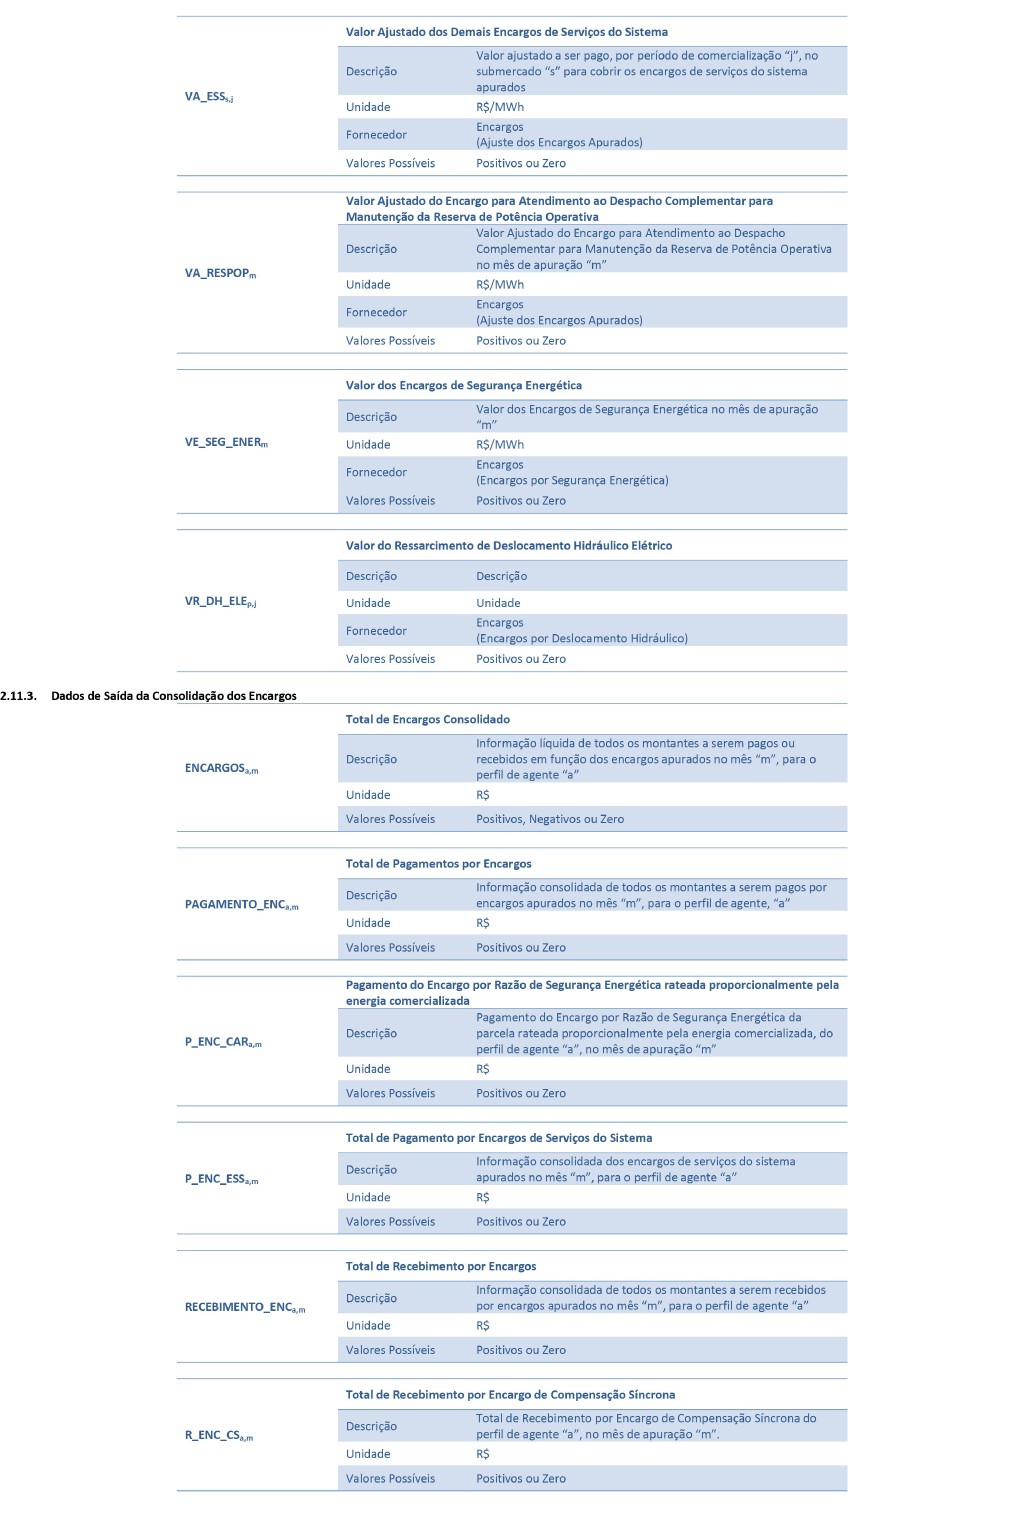 Valor Ajustado dos Demais Encargos de Serviços do Sistema
VA_ESSs,j
Descrição
Valor ajustado a ser pago, por período de comercialização “j”, no
submercado “s” para cobrir os encargos de serviços do sistema
apurados
Unidade R$/MWh
Fornecedor
Encargos
(Ajuste dos Encargos Apurados)
Valores Possíveis Positivos ou Zero
Valor Ajustado do Encargo para Atendimento ao Despacho Complementar para
Manutenção da Reserva de Potência Operativa
VA_RESPOPm
Descrição
Valor Ajustado do Encargo para Atendimento ao Despacho
Complementar para Manutenção da Reserva de Potência Operativa
no mês de apuração “m”
Unidade R$/MWh
Fornecedor
Encargos
(Ajuste dos Encargos Apurados)
Valores Possíveis Positivos ou Zero
Valor dos Encargos de Segurança Energética
VE_SEG_ENERm
Descrição
Valor dos Encargos de Segurança Energética no mês de apuração
“m”
Unidade R$/MWh
Fornecedor
Encargos
(Encargos por Segurança Energética)
Valores Possíveis Positivos ou Zero
Valor do Ressarcimento de Deslocamento Hidráulico Elétrico
VR_DH_ELEp,j
Descrição Descrição
Unidade Unidade
Fornecedor
Encargos
(Encargos por Deslocamento Hidráulico)
Valores Possíveis Positivos ou Zero
2.11.3. Dados de Saída da Consolidação dos Encargos
Total de Encargos Consolidado
ENCARGOSa,m
Descrição
Informação líquida de todos os montantes a serem pagos ou
recebidos em função dos encargos apurados no mês “m”, para o
perfil de agente “a”
Unidade R$
Valores Possíveis Positivos, Negativos ou Zero
Total de Pagamentos por Encargos
PAGAMENTO_ENCa,m
Descrição
Informação consolidada de todos os montantes a serem pagos por
encargos apurados no mês “m”, para o perfil de agente, “a”
Unidade R$
Valores Possíveis Positivos ou Zero
Pagamento do Encargo por Razão de Segurança Energética rateada proporcionalmente pela
energia comercializada
P_ENC_CARa,m
Descrição
Pagamento do Encargo por Razão de Segurança Energética da
parcela rateada proporcionalmente pela energia comercializada, do
perfil de agente “a”, no mês de apuração “m”
Unidade R$
Valores Possíveis Positivos ou Zero
Total de Pagamento por Encargos de Serviços do Sistema
P_ENC_ESSa,m
Descrição
Informação consolidada dos encargos de serviços do sistema
apurados no mês “m”, para o perfil de agente “a”
Unidade R$
Valores Possíveis Positivos ou Zero
Total de Recebimento por Encargos
RECEBIMENTO_ENCa,m
Descrição
Informação consolidada de todos os montantes a serem recebidos
por encargos apurados no mês “m”, para o perfil de agente “a”
Unidade R$
Valores Possíveis Positivos ou Zero
Total de Recebimento por Encargo de Compensação Síncrona
R_ENC_CSa,m
Descrição
Total de Recebimento por Encargo de Compensação Síncrona do
perfil de agente “a”, no mês de apuração “m”.
Unidade R$
Valores Possíveis Positivos ou Zero